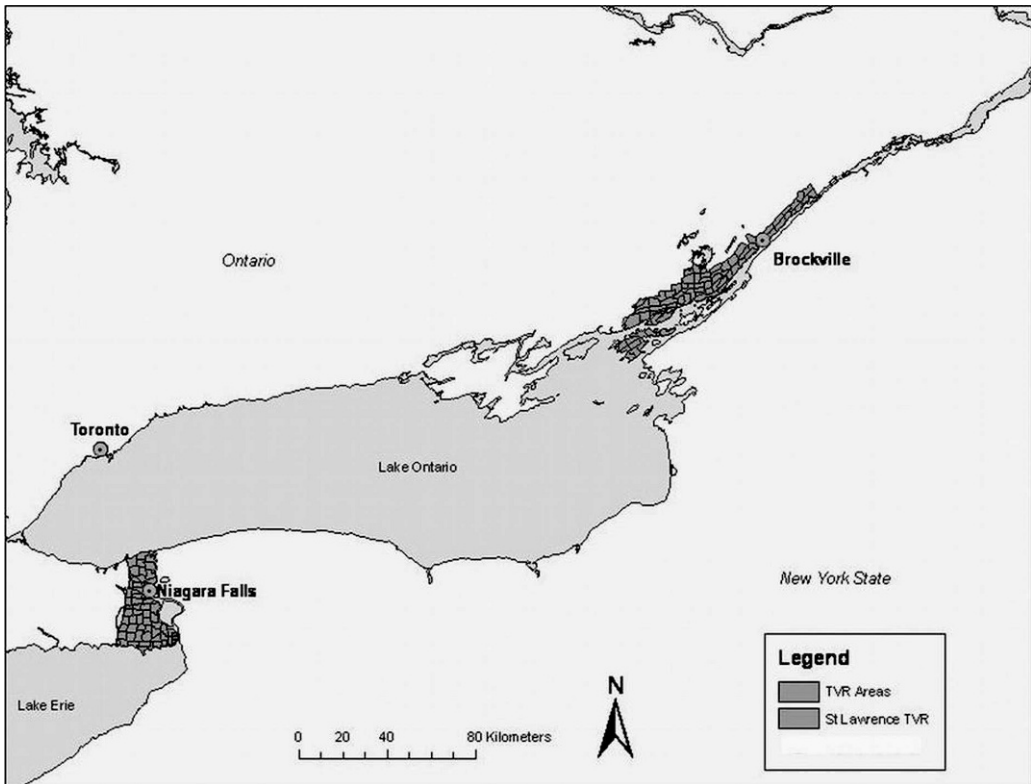 Ontario
Brockville
Toronto
Lake Ontario
Niagara Falls
New York State
Lake Erie
N
0 20 40 80 Kilometers
Legend
TVR Areas
St Lawrence TVR